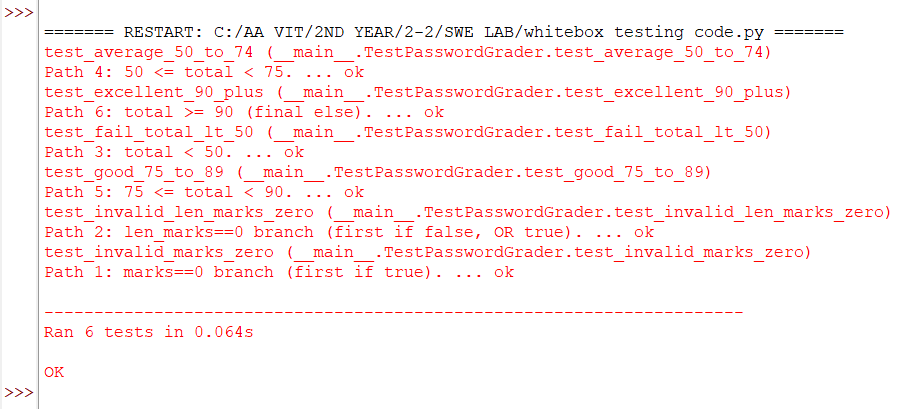 >>>
======= RESTART: C:/AA VIT/2ND YEAR/2-2/SWE LAB/whitebox testing code.py =======
test_average_50_to_74 (__main__.TestPasswordGrader.test_average_50_to_74)
Path 4: 50 <= total < 75. ... ok
test_excellent_90_plus (__main__.TestPasswordGrader.test_excellent_90_plus)
Path 6: total >= 90 (final else). ... ok
test_fail_total_lt_50 (__main__.TestPasswordGrader.test_fail_total_lt_50)
Path 3: total < 50. ... ok
test_good_75_to_89 (__main__.TestPasswordGrader.test_good_75_to_89)
Path 5: 75 <= total < 90. ... ok
test_invalid_len_marks_zero (__main__.TestPasswordGrader.test_invalid_len_marks_zero)
Path 2: len_marks==0 branch (first if false, OR true). ... ok
test_invalid_marks_zero (__main__.TestPasswordGrader.test_invalid_marks_zero)
Path 1: marks==0 branch (first if true). ... ok
----------------------------------------------------------------------
Ran 6 tests in 0.064s
OK
>>>